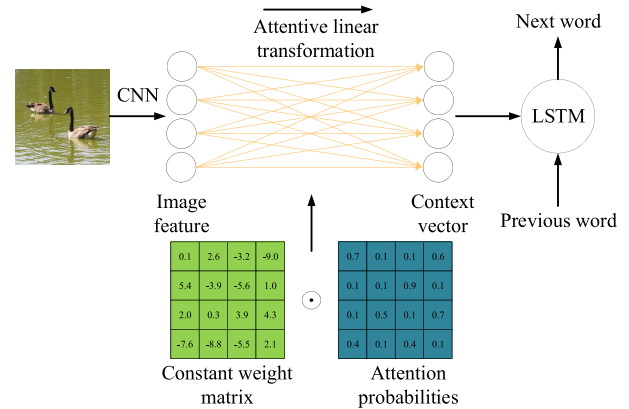 Attentive linear
transformation
Next word
CNN
LSTM
Image
feature
Context
vector
Previous word
0.1 2.6 -3.2 -9.0
5.4 -3.9 -5.6 1.0
2.0 0.3 3.9 4.3
-7.6 -8.8 -5.5 2.1
0.7 0.1 0.1 0.6
0.1 0.1 0.9 0.1
0.1 0.5 0.1 0.7
0.4 0.1 0.4 0.1
Constant weight
matrix
Attention
probabilities